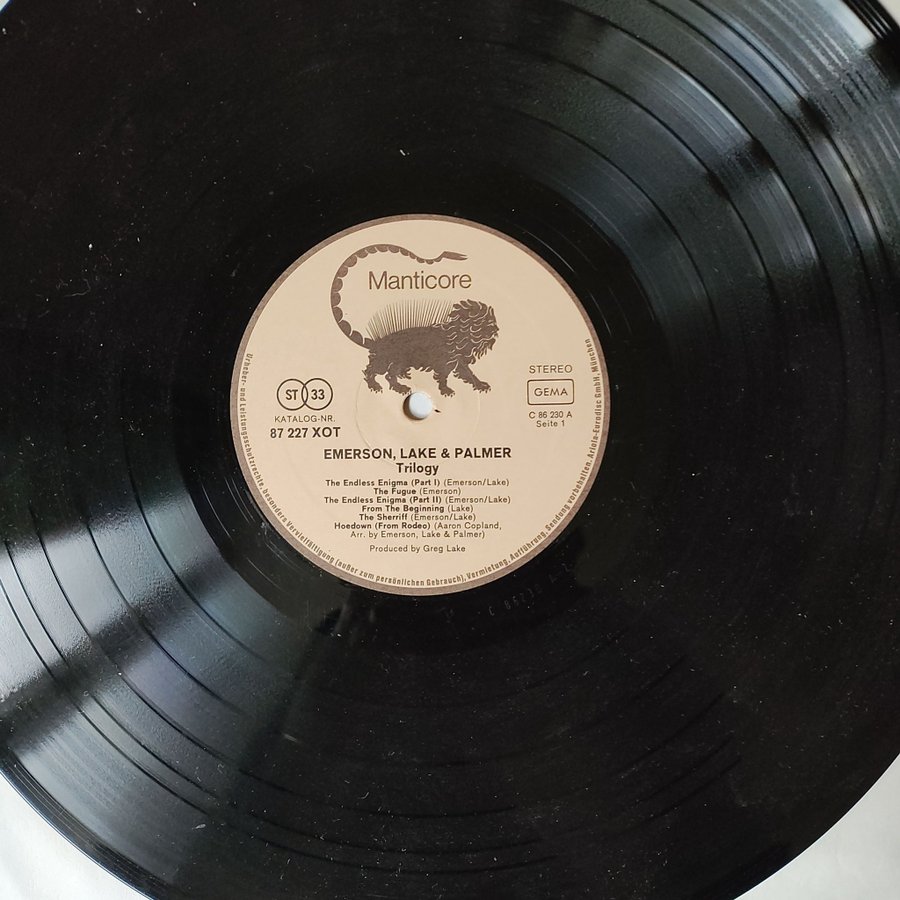 Manticore
STEREO
GEMA
C 86 230 A
Seite 1
ST 33
KATALOG-NR.
87 227 XOT
EMERSON, LAKE & PALMER
Trilogy
The Endless Enigma (Part I) (Emerson/Lake)
The Fugue (Emerson)
The Endless Enigma (Part II) (Emerson/Lake)
From The Beginning (Lake)
The Sherriff (Emerson/Lake)
Hoedown (From Rodeo) (Aaron Copland,
Arr. by Emerson, Lake & Palmer)
Produced by Greg Lake
Urheber- und Leistungsschutzrechte, besonders Vervielfältigung (außer zum persönlichen Gebrauch), Vermietung, Aufführung, Sendung vorbehalten. Ariola-Eurodisc GmbH, München